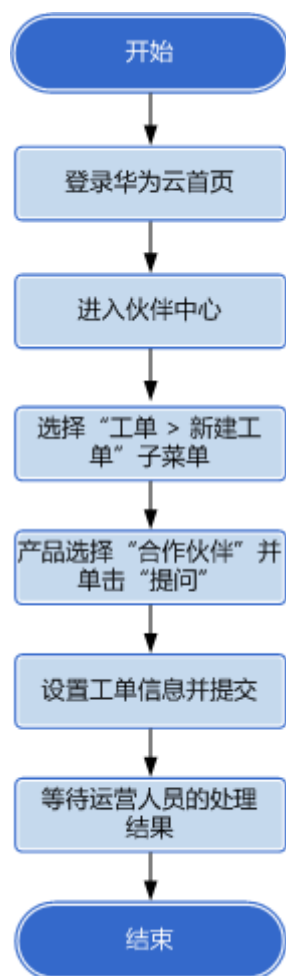 开始
登录华为云首页
进入伙伴中心
选择“工单 > 新建工
单”子菜单
产品选择“合作伙伴”并
单击“提问”
设置工单信息并提交
等待运营人员的处理
结果
结束